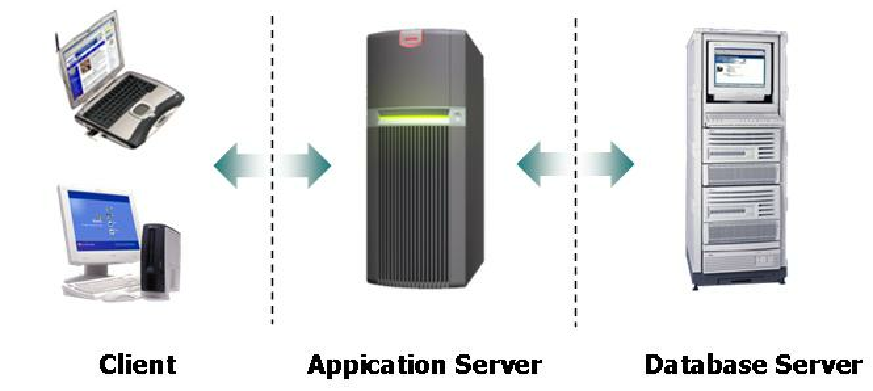 Client
Appication Server
Database Server